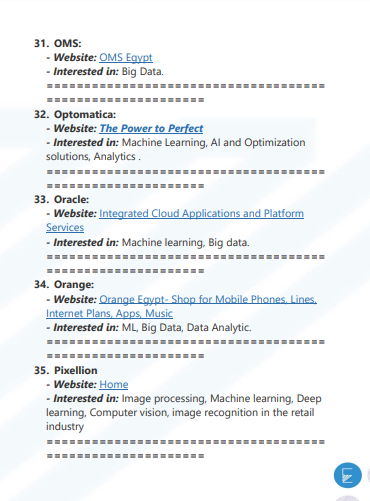 31. OMS:
- Website: OMS Egypt
- Interested in: Big Data.
=====================================
=====================
32. Optomatica:
- Website: The Power to Perfect
- Interested in: Machine Learning, AI and Optimization
solutions, Analytics .
=====================================
=====================
33. Oracle:
- Website: Integrated Cloud Applications and Platform
Services
- Interested in: Machine learning, Big data.
=====================================
=====================
34. Orange:
- Website: Orange Egypt- Shop for Mobile Phones, Lines,
Internet Plans, Apps, Music
- Interested in: ML, Big Data, Data Analytic.
=====================================
=====================
35. Pixellion
- Website: Home
- Interested in: Image processing, Machine learning, Deep
learning, Computer vision, image recognition in the retail
industry
=====================================
=====================